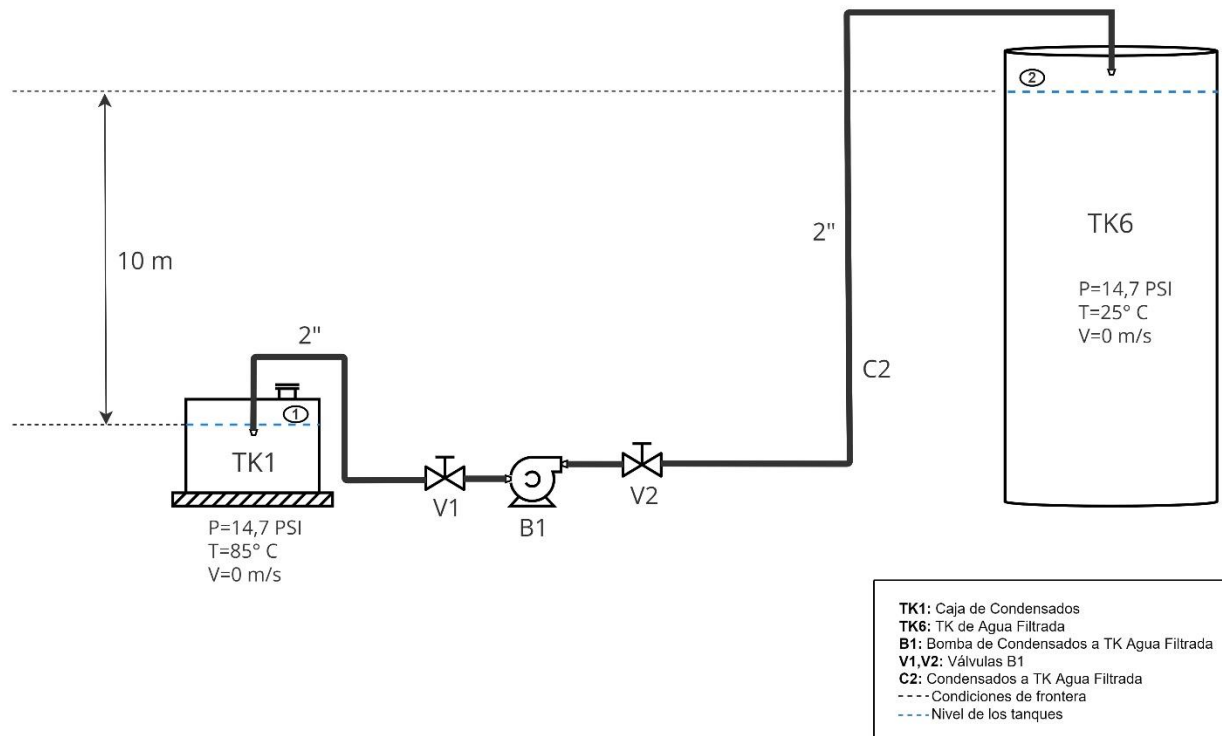 2
10 m
2"
2"
TK6
P=14,7 PSI
T=25° C
V=0 m/s
C2
1
TK1
V1
B1
V2
P=14,7 PSI
T=85° C
V=0 m/s
TK1: Caja de Condensados
TK6: TK de Agua Filtrada
B1: Bomba de Condensados a TK Agua Filtrada
V1,V2: Válvulas B1
C2: Condensados a TK Agua Filtrada
Condiciones de frontera
Nivel de los tanques